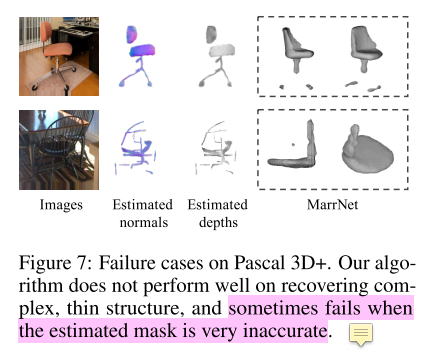 Images
Estimated normals
Estimated depths
MarrNet
Figure 7: Failure cases on Pascal 3D+. Our algo-
rithm does not perform well on recovering com-
plex, thin structure, and sometimes fails when
the estimated mask is very inaccurate.